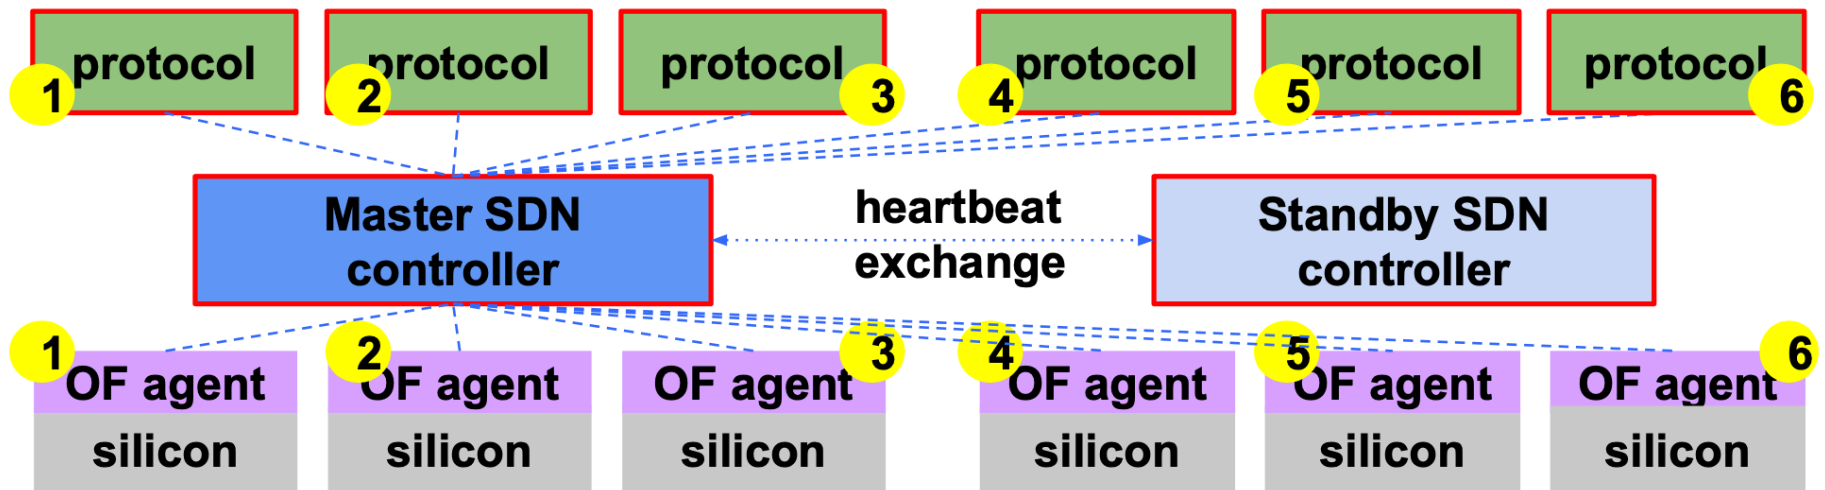 protocol protocol protocol protocol protocol protocol
1 2 3 4 5 6
Master SDN
controller
heartbeat
exchange
Standby SDN
controller
1 2 3 4 5 6
OF agent OF agent OF agent OF agent OF agent OF agent
silicon silicon silicon silicon silicon silicon